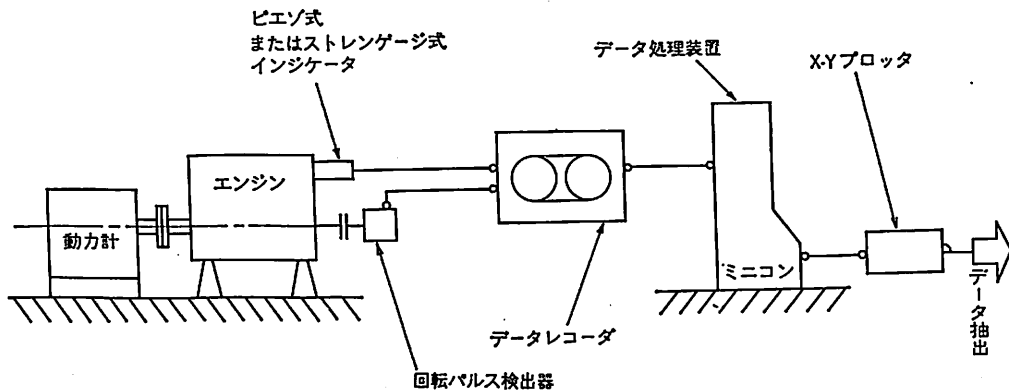 ピエゾ式
またはストレンゲージ式
インジケータ
データ処理装置
X-Yプロッタ
エンジン
動力計
ミニコン
データ抽出
データレコーダ
回転パルス検出器